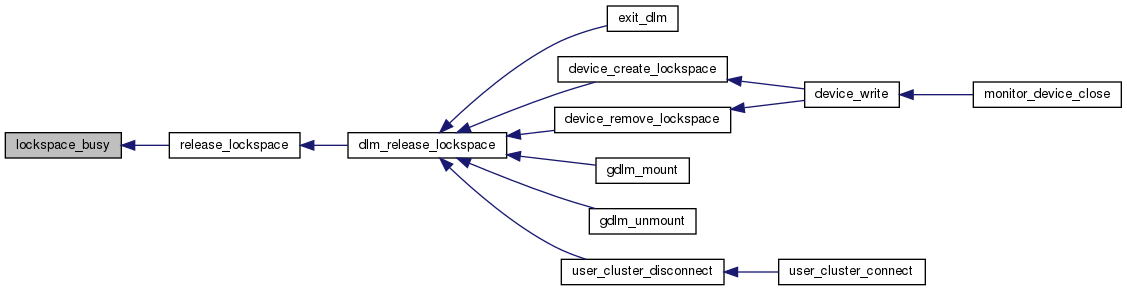 exit_dlm
device_create_lockspace
device_write
monitor_device_close
device_remove_lockspace
lockspace_busy
release_lockspace
dlm_release_lockspace
gdlm_mount
gdlm_unmount
user_cluster_disconnect
user_cluster_connect